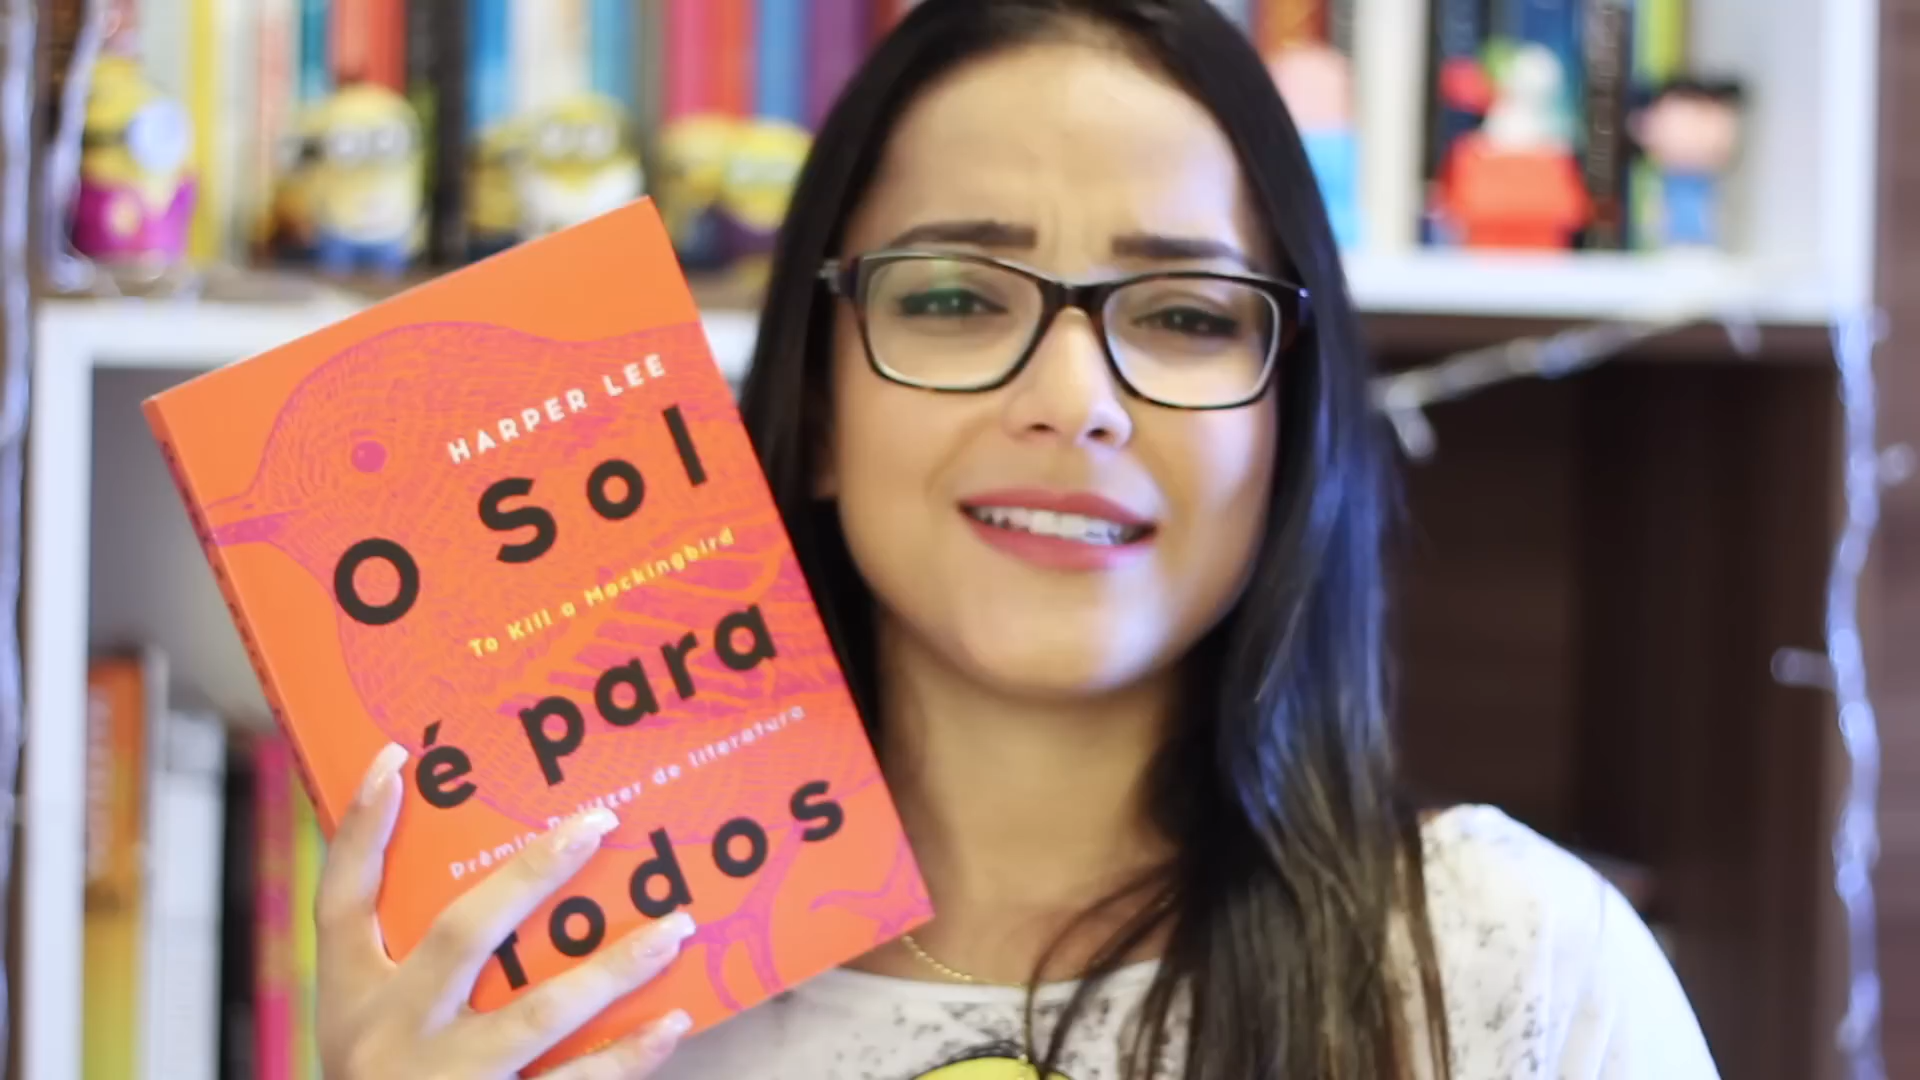 HARPER LEE
O Sol
To Kill a Mockingbird
é para
Prêmio Pulitzer de literatura
Todos